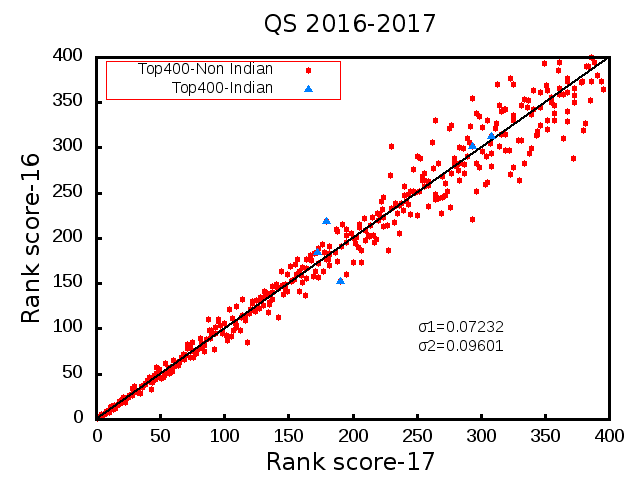 QS 2016-2017
Top400-Non Indian
Top400-Indian
400
350
300
250
200
150
100
50
0
Rank score-16
σ1=0.07232
σ2=0.09601
0 50 100 150 200 250 300 350 400
Rank score-17